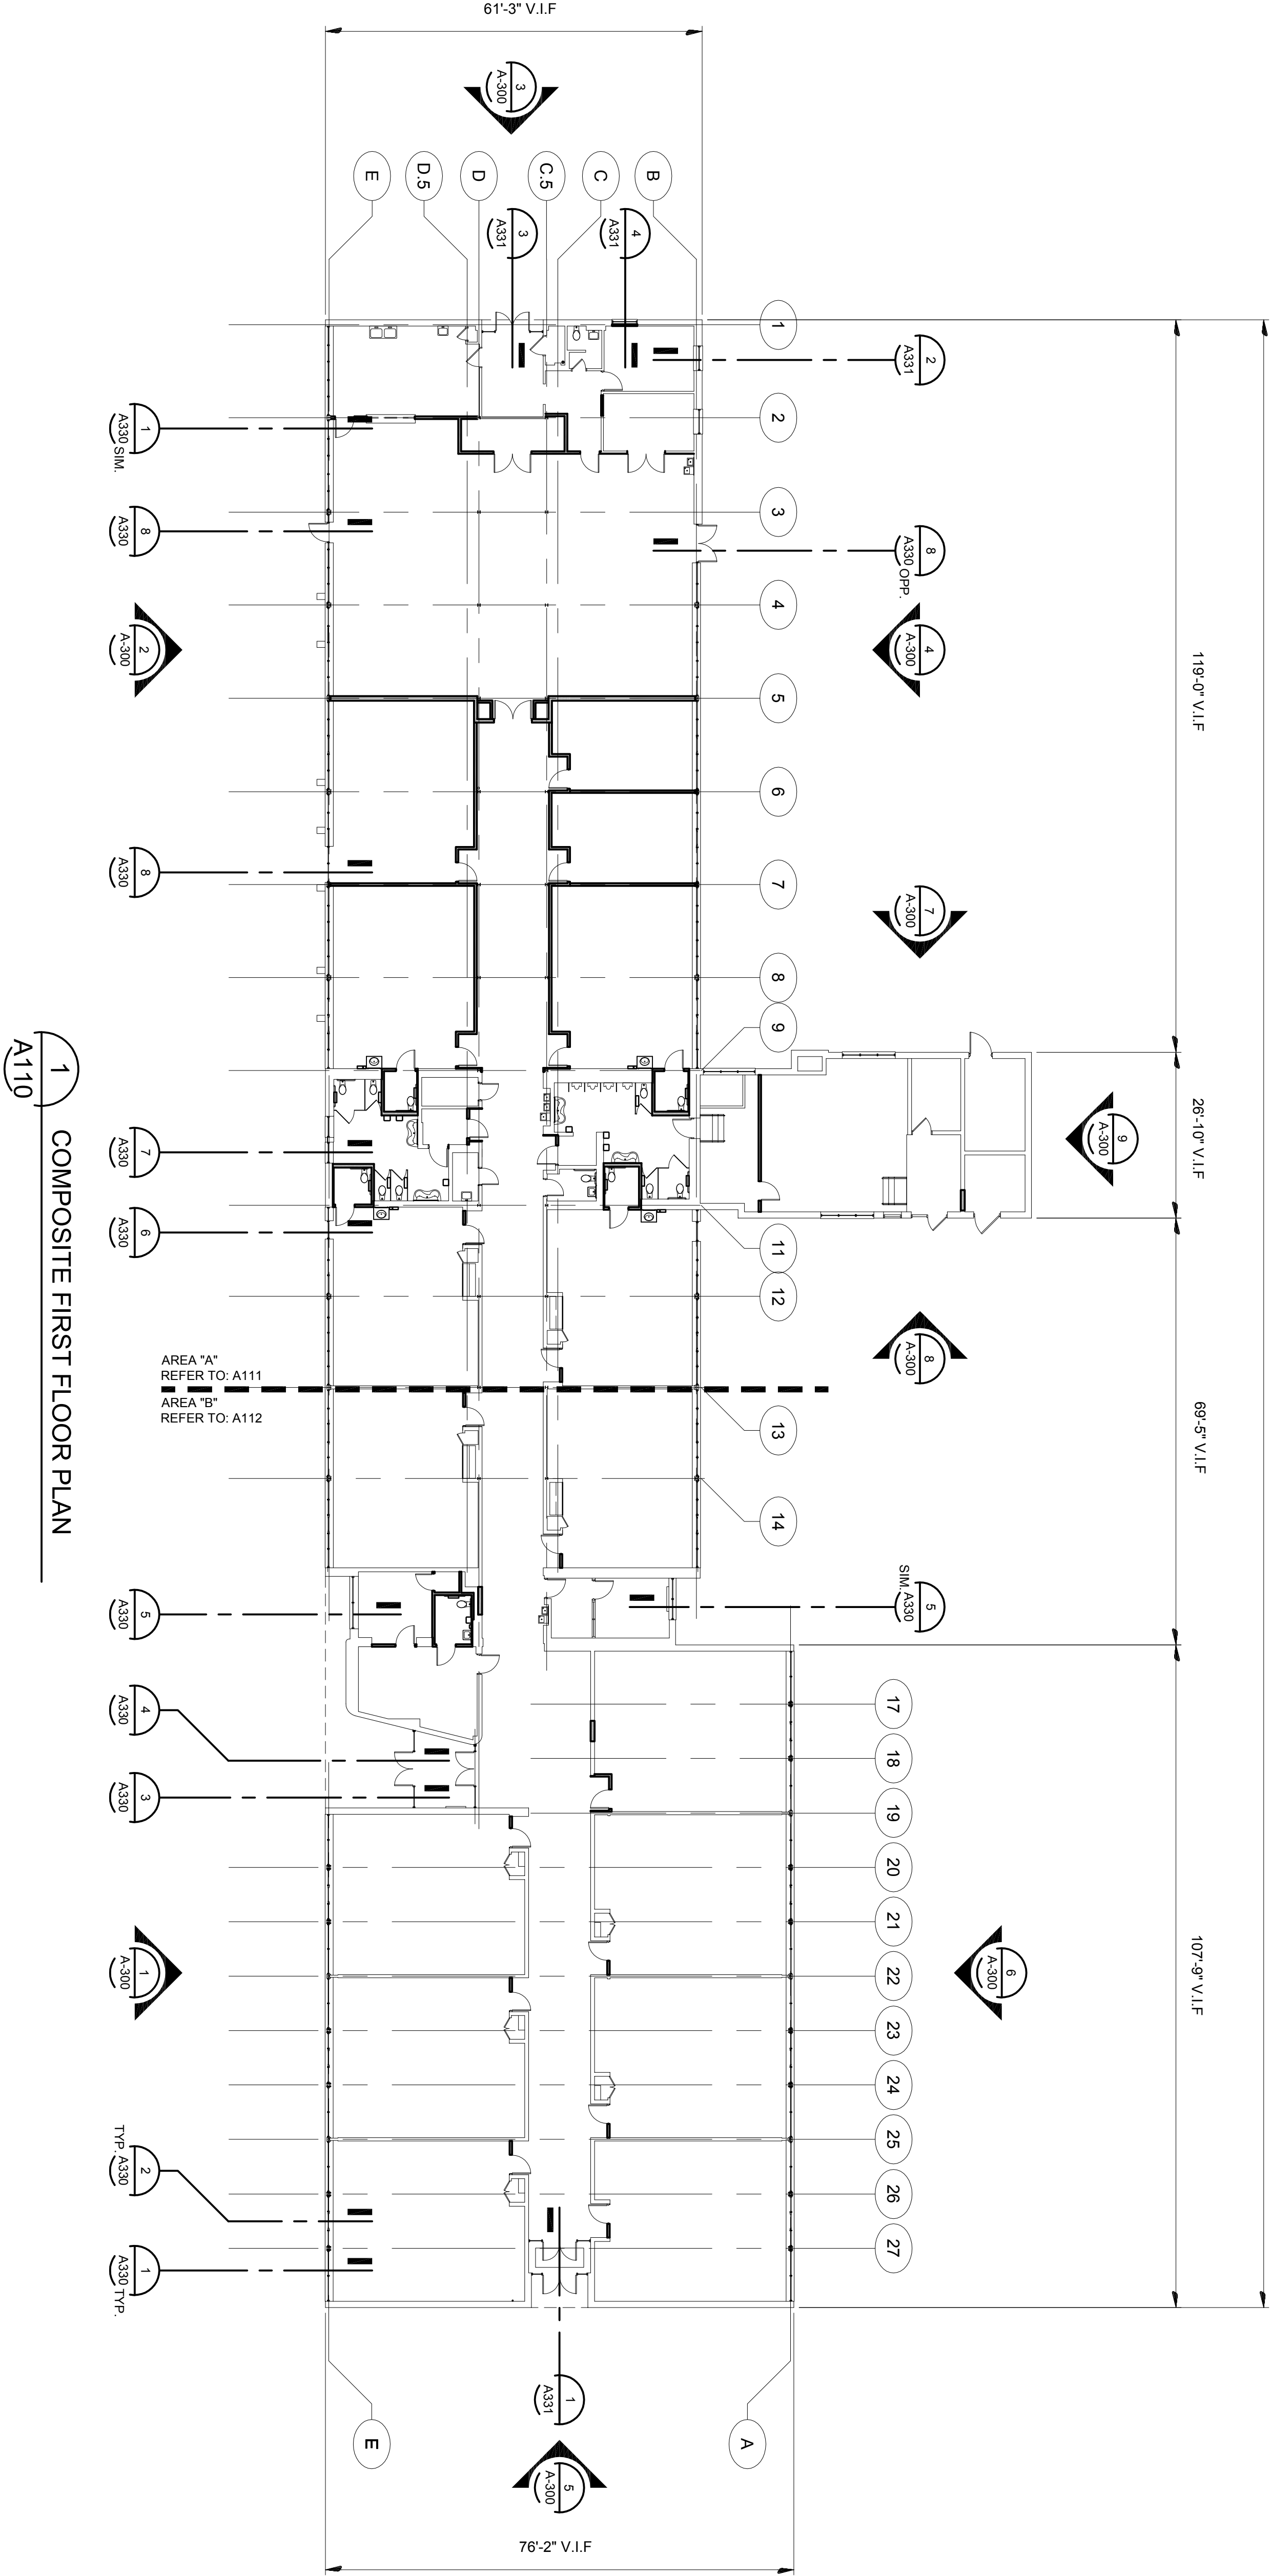 61'-3" V.I.F
3
A-300
E
D.5
D
C.5
C
B
3
A331
4
A331
1
2
3
4
5
6
7
8
9
11
12
13
14
2
A331
8
A330 OPP.
4
A-300
7
A-300
9
A-300
8
A-300
5
SIM. A330
119'-0" V.I.F
26'-10" V.I.F
69'-5" V.I.F
107'-9" V.I.F
1
A330 SIM.
8
A330
2
A-300
8
A330
7
A330
6
A330
AREA "A"
REFER TO: A111
AREA "B"
REFER TO: A112
5
A330
4
A330
3
A330
1
A-300
2
TYP. A330
1
A330 TYP.
17
18
19
20
21
22
23
24
25
26
27
6
A-300
E
A
1
A331
5
A-300
76'-2" V.I.F
1
A110
COMPOSITE FIRST FLOOR PLAN